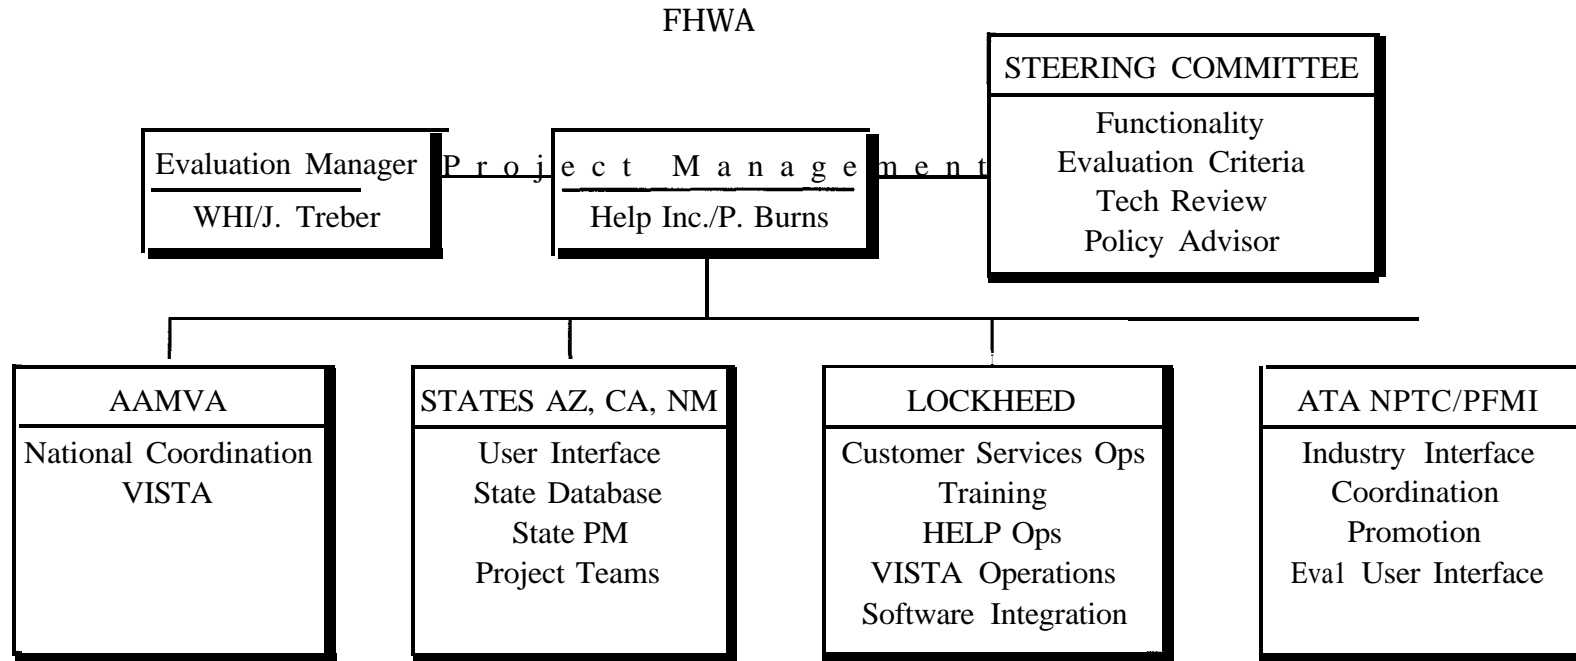 FHWA
Evaluation Manager
WHI/J. Treber
Project Management
Help Inc./P. Burns
STEERING COMMITTEE
Functionality
Evaluation Criteria
Tech Review
Policy Advisor
AAMVA
National Coordination
VISTA
STATES AZ, CA, NM
User Interface
State Database
State PM
Project Teams
LOCKHEED
Customer Services Ops
Training
HELP Ops
VISTA Operations
Software Integration
ATA NPTC/PFMI
Industry Interface
Coordination
Promotion
Eval User Interface